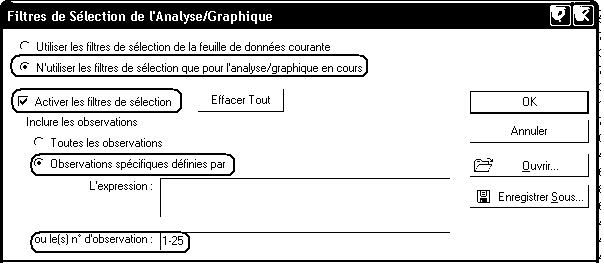 Filtres de Sélection de l'Analyse/Graphique
Utiliser les filtres de sélection de la feuille de données courante
N'utiliser les filtres de sélection que pour l'analyse/graphique en cours
Activer les filtres de sélection
Effacer Tout
OK
Inclure les observations
Annuler
Toutes les observations
Observations spécifiques définies par
Ouvrir...
L'expression :
Enregistrer Sous...
ou le(s) n° d'observation : 1-25